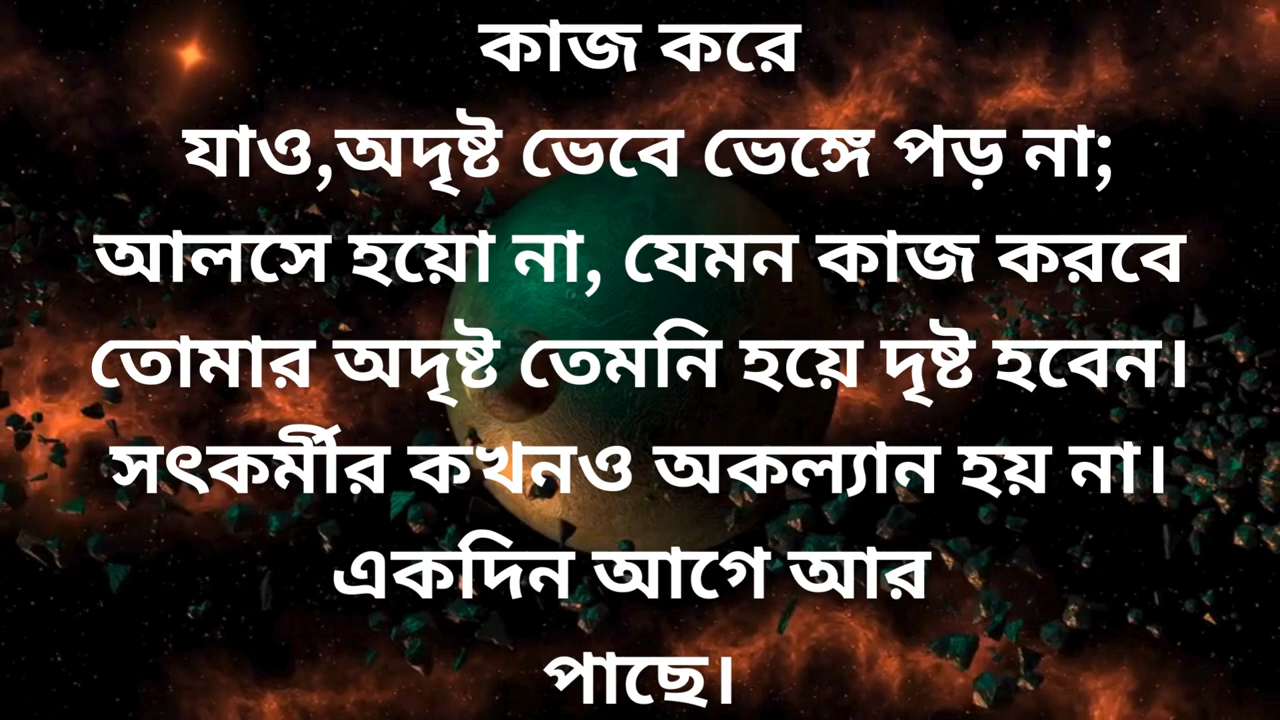 কাজ করে
যাও,অদৃষ্ট ভেবে ভেঙ্গে পড় না;
আলসে হয়ো না, যেমন কাজ করবে
তোমার অদৃষ্ট তেমনি হয়ে দৃষ্ট হবেন।
সৎকর্মীর কখনও অকল্যান হয় না।
একদিন আগে আর
পাছে।